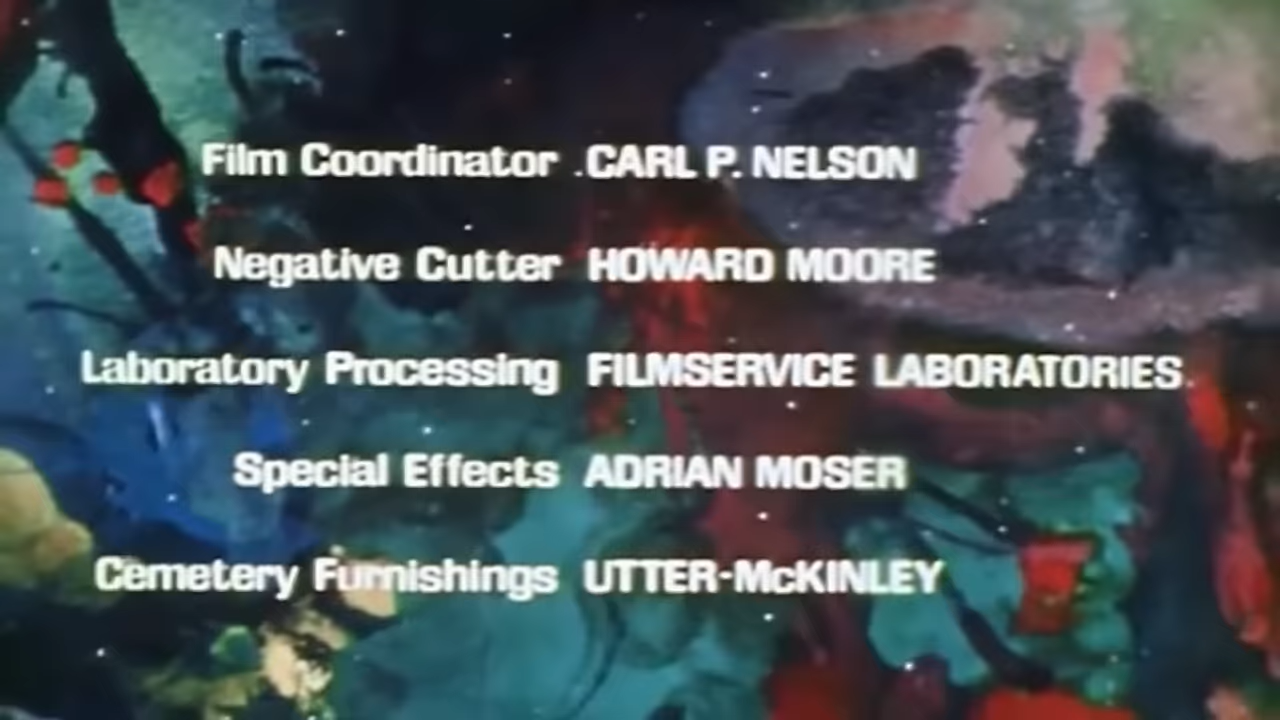 Film Coordinator .CARL P. NELSON
Negative Cutter HOWARD MOORE
Laboratory Processing FILMSERVICE LABORATORIES
Special Effects ADRIAN MOSER
Cemetery Furnishings UTTER-McKINLEY